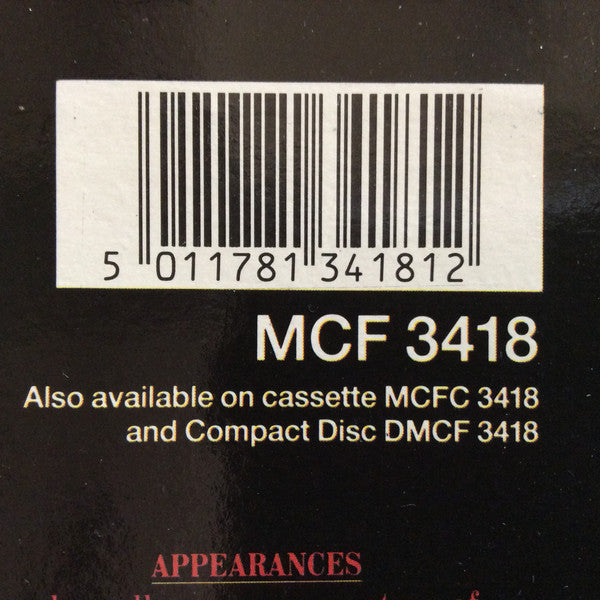 5 011781 341812
MCF 3418
Also available on cassette MCFC 3418
and Compact Disc DMCF 3418
APPEARANCES